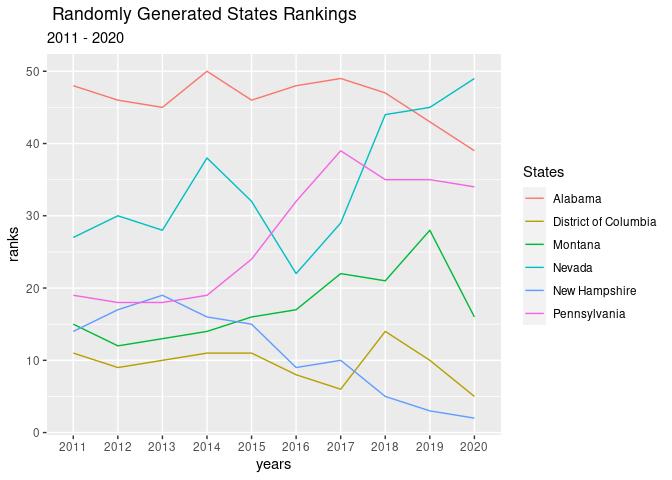 Randomly Generated States Rankings
2011 - 2020
50
40
30
20
10
0
ranks
2011 2012 2013 2014 2015 2016 2017 2018 2019 2020
years
States
Alabama
District of Columbia
Montana
Nevada
New Hampshire
Pennsylvania